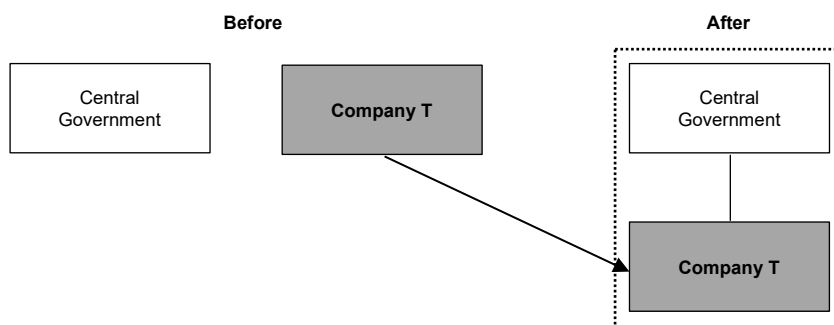 Before
After
Central
Government
Company T
Central
Government
Company T